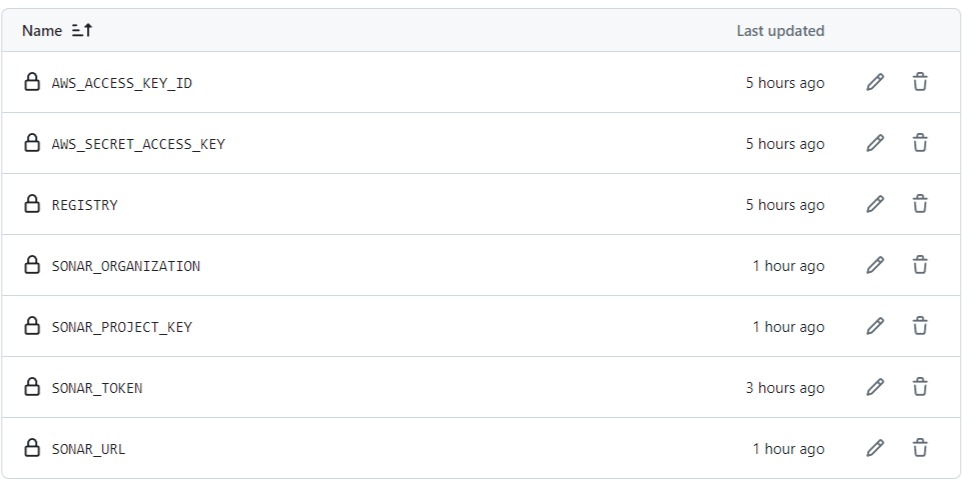 Name Last updated
AWS_ACCESS_KEY_ID 5 hours ago
AWS_SECRET_ACCESS_KEY 5 hours ago
REGISTRY 5 hours ago
SONAR_ORGANIZATION 1 hour ago
SONAR_PROJECT_KEY 1 hour ago
SONAR_TOKEN 3 hours ago
SONAR_URL 1 hour ago